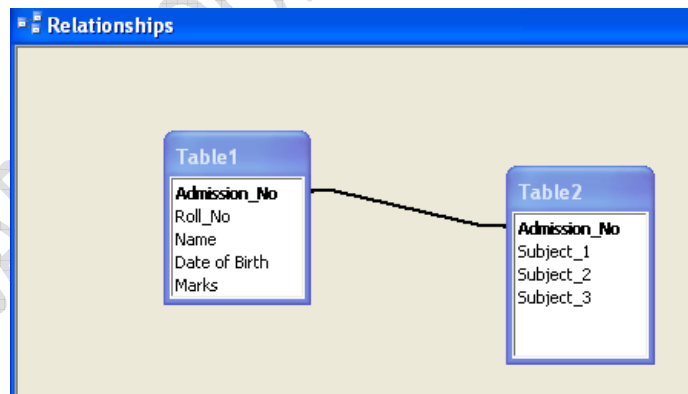 Relationships
Table1
Admission_No
Roll_No
Name
Date of Birth
Marks
Table2
Admission_No
Subject_1
Subject_2
Subject_3